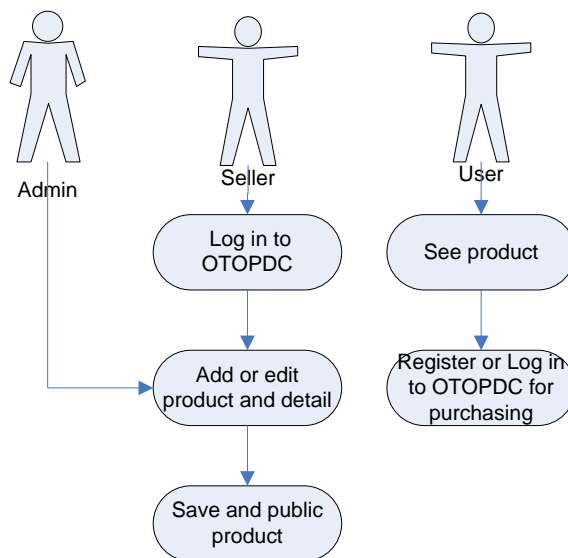 Admin
Seller
User
Log in to
OTOPDC
See product
Add or edit
product and detail
Register or Log in
to OTOPDC for
purchasing
Save and public
product